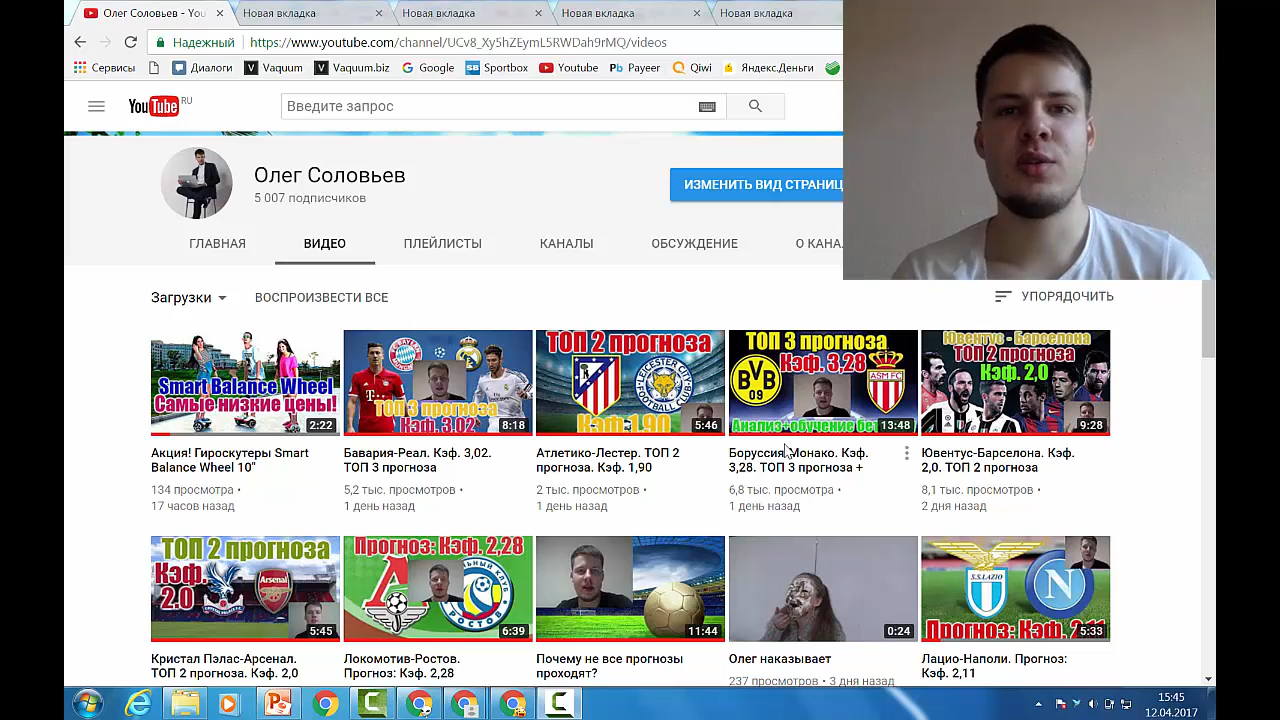 Олег Соловьев - You
Новая вкладка
Новая вкладка
Новая вкладка
Новая вкладка
Надежный
https://www.youtube.com/channel/UCv8_Xy5hZEymL5RWDah9rMQ/videos
Сервисы
Диалоги
Vaquum
Vaquum.biz
Google
Sportbox
Youtube
Payeer
Qiwi
Яндекс.Деньги
YouTube RU
Введите запрос
Олег Соловьев
5 007 подписчиков
ИЗМЕНИТЬ ВИД СТРАНИЦ
ГЛАВНАЯ
ВИДЕО
ПЛЕЙЛИСТЫ
КАНАЛЫ
ОБСУЖДЕНИЕ
О КАНА
Загрузки
ВОСПРОИЗВЕСТИ ВСЕ
УПОРЯДОЧИТЬ
Smart Balance Wheel
Самые низкие цены!
2:22
ТОП 3 прогноза
Кэф. 3,02
8:18
ТОП 2 прогноза
Кэф. 1,90
5:46
ТОП 3 прогноза
Кэф. 3,28
BVB
09
ASM FC
Анализ+обучение бет
13:48
Ювентус - Барселона
ТОП 2 прогноза
Кэф. 2,0
9:28
Акция! Гироскутеры Smart
Balance Wheel 10"
134 просмотра •
17 часов назад
Бавария-Реал. Кэф. 3,02.
ТОП 3 прогноза
5,2 тыс. просмотров •
1 день назад
Атлетико-Лестер. ТОП 2
прогноза. Кэф. 1,90
2 тыс. просмотров •
1 день назад
Боруссия-Монако. Кэф.
3,28. ТОП 3 прогноза +
6,8 тыс. просмотра •
1 день назад
Ювентус-Барселона. Кэф.
2,0. ТОП 2 прогноза
8,1 тыс. просмотров •
2 дня назад
ТОП 2 прогноза
Кэф.
2.0
Arsenal
5:45
Прогноз: Кэф. 2,28
6:39
11:44
0:24
S.S.LAZIO
N
Прогноз: Кэф. 2,11
5:33
Кристал Пэлас-Арсенал.
ТОП 2 прогноза. Кэф. 2,0
Локомотив-Ростов.
Прогноз: Кэф. 2,28
Почему не все прогнозы
проходят?
Олег наказывает
237 просмотров • 3 дня назад
Лацио-Наполи. Прогноз:
Кэф. 2,11
15:45
12.04.2017